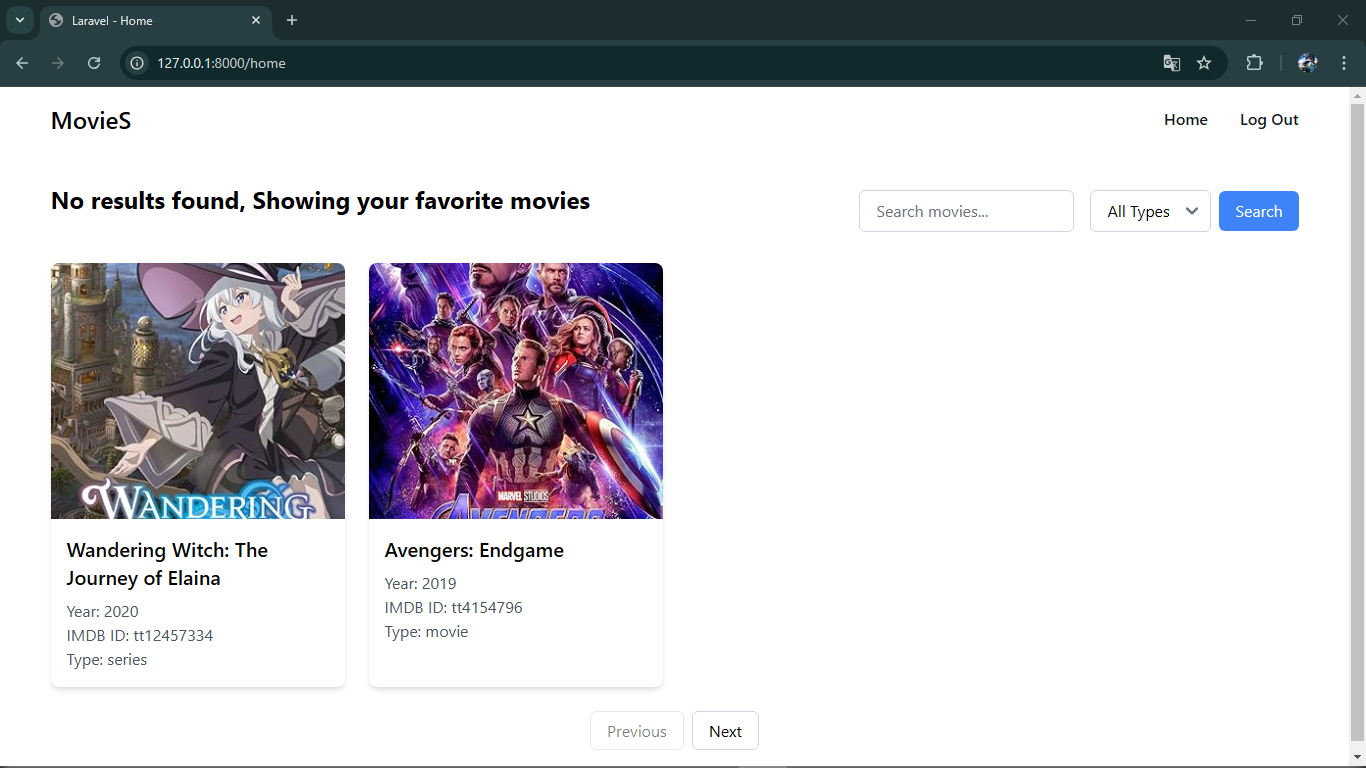 Laravel - Home
127.0.0.1:8000/home
MovieS
Home
Log Out
No results found, Showing your favorite movies
Search movies...
All Types
Search
WANDERING
MARVEL STUDIOS
AVENGERS
Wandering Witch: The
Journey of Elaina
Year: 2020
IMDB ID: tt12457334
Type: series
Avengers: Endgame
Year: 2019
IMDB ID: tt4154796
Type: movie
Previous
Next